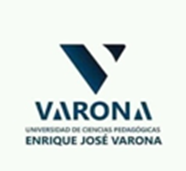 VARONA
UNIVERSIDAD DE CIENCIAS PEDAGÓGICAS
ENRIQUE JOSÉ VARONA